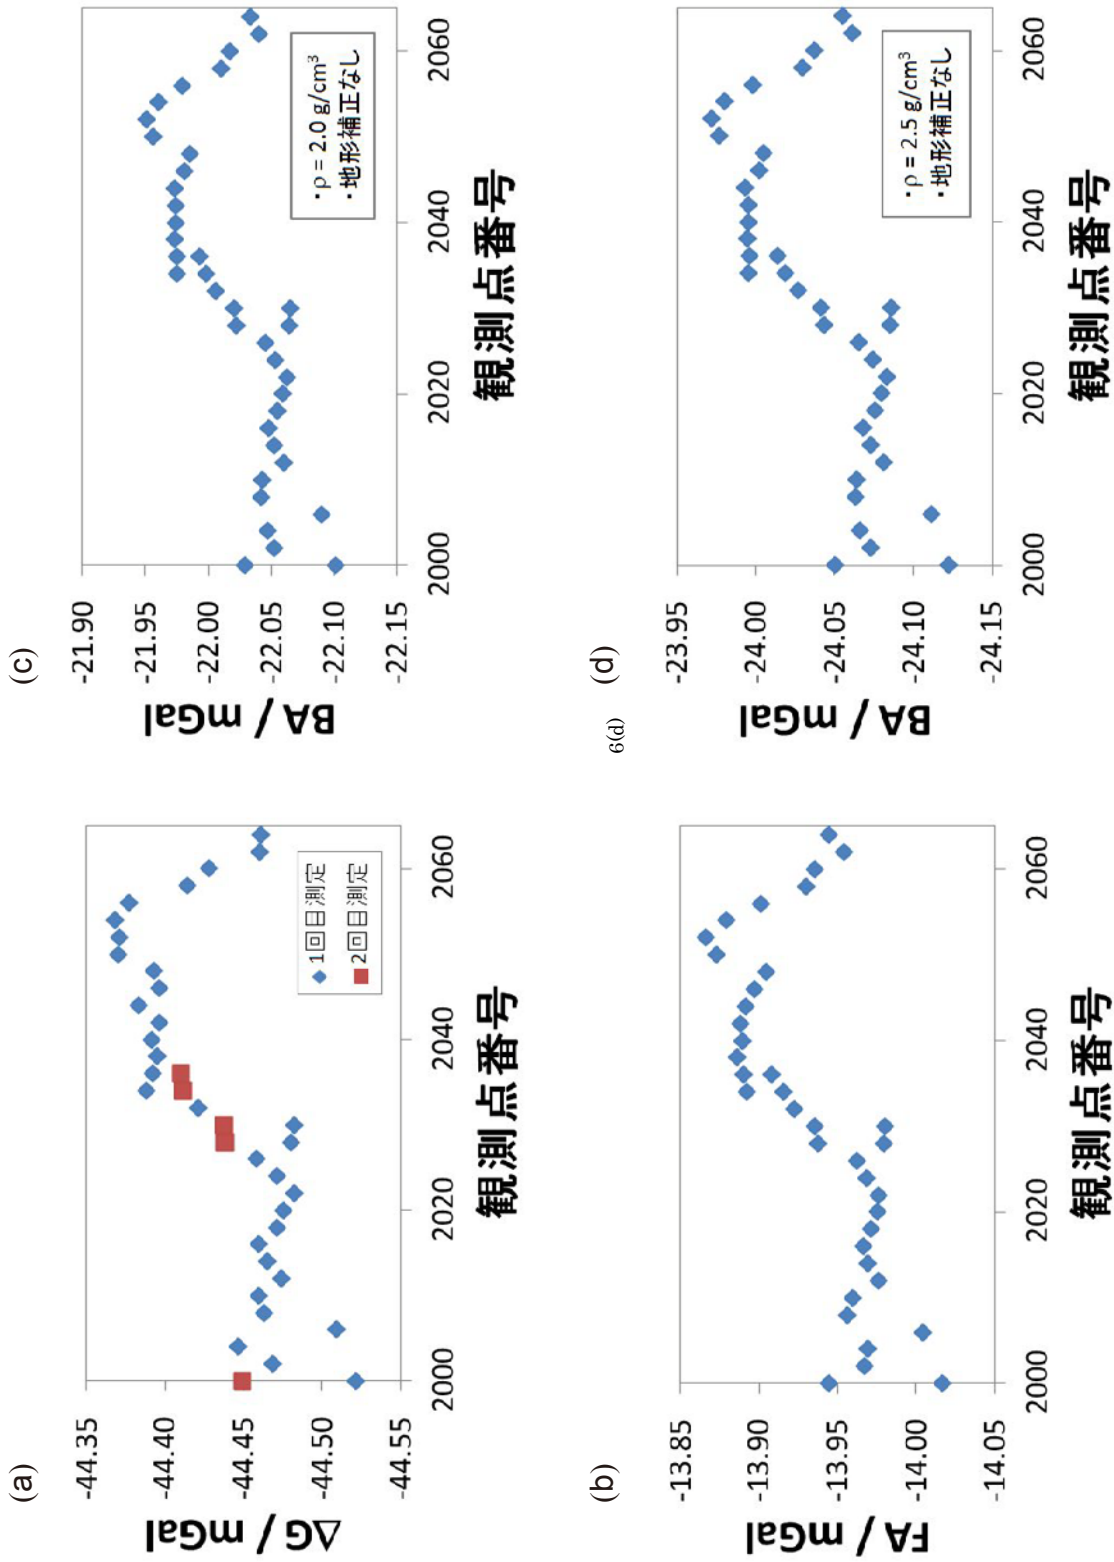 (a)
ΔG / mGal
-44.35
-44.40
-44.45
-44.50
-44.55
2000
2020
2040
2060
観測点番号
1回目測定
2回目測定
(b)
FA / mGal
-13.85
-13.90
-13.95
-14.00
-14.05
2000
2020
2040
2060
観測点番号
(c)
BA / mGal
-21.90
-21.95
-22.00
-22.05
-22.10
-22.15
2000
2020
2040
2060
観測点番号
・ρ = 2.0 g/cm³
・地形補正なし
6(d)
(d)
BA / mGal
-23.95
-24.00
-24.05
-24.10
-24.15
2000
2020
2040
2060
観測点番号
・ρ = 2.5 g/cm³
・地形補正なし